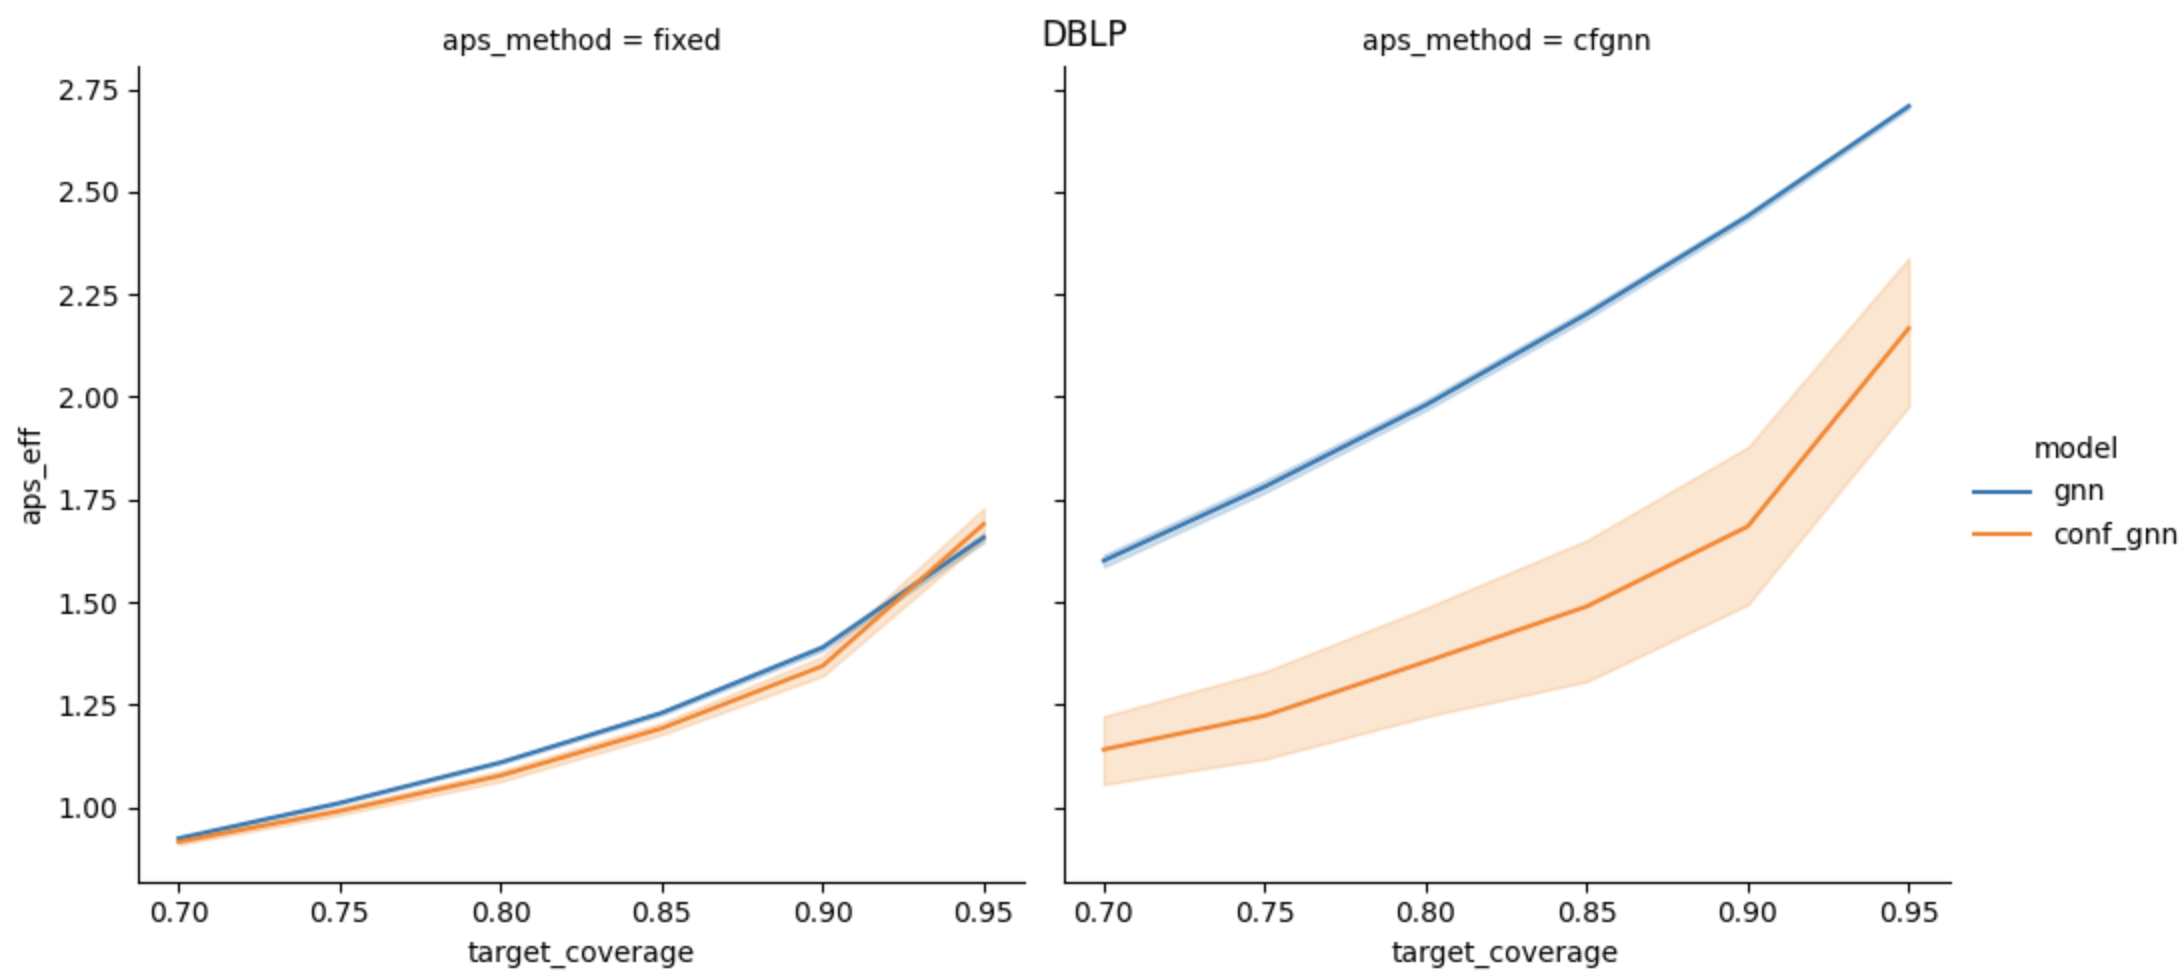 DBLP
aps_method = fixed
aps_method = cfgnn
aps_eff
2.75
2.50
2.25
2.00
1.75
1.50
1.25
1.00
0.70 0.75 0.80 0.85 0.90 0.95
target_coverage
0.70 0.75 0.80 0.85 0.90 0.95
target_coverage
model
gnn
conf_gnn